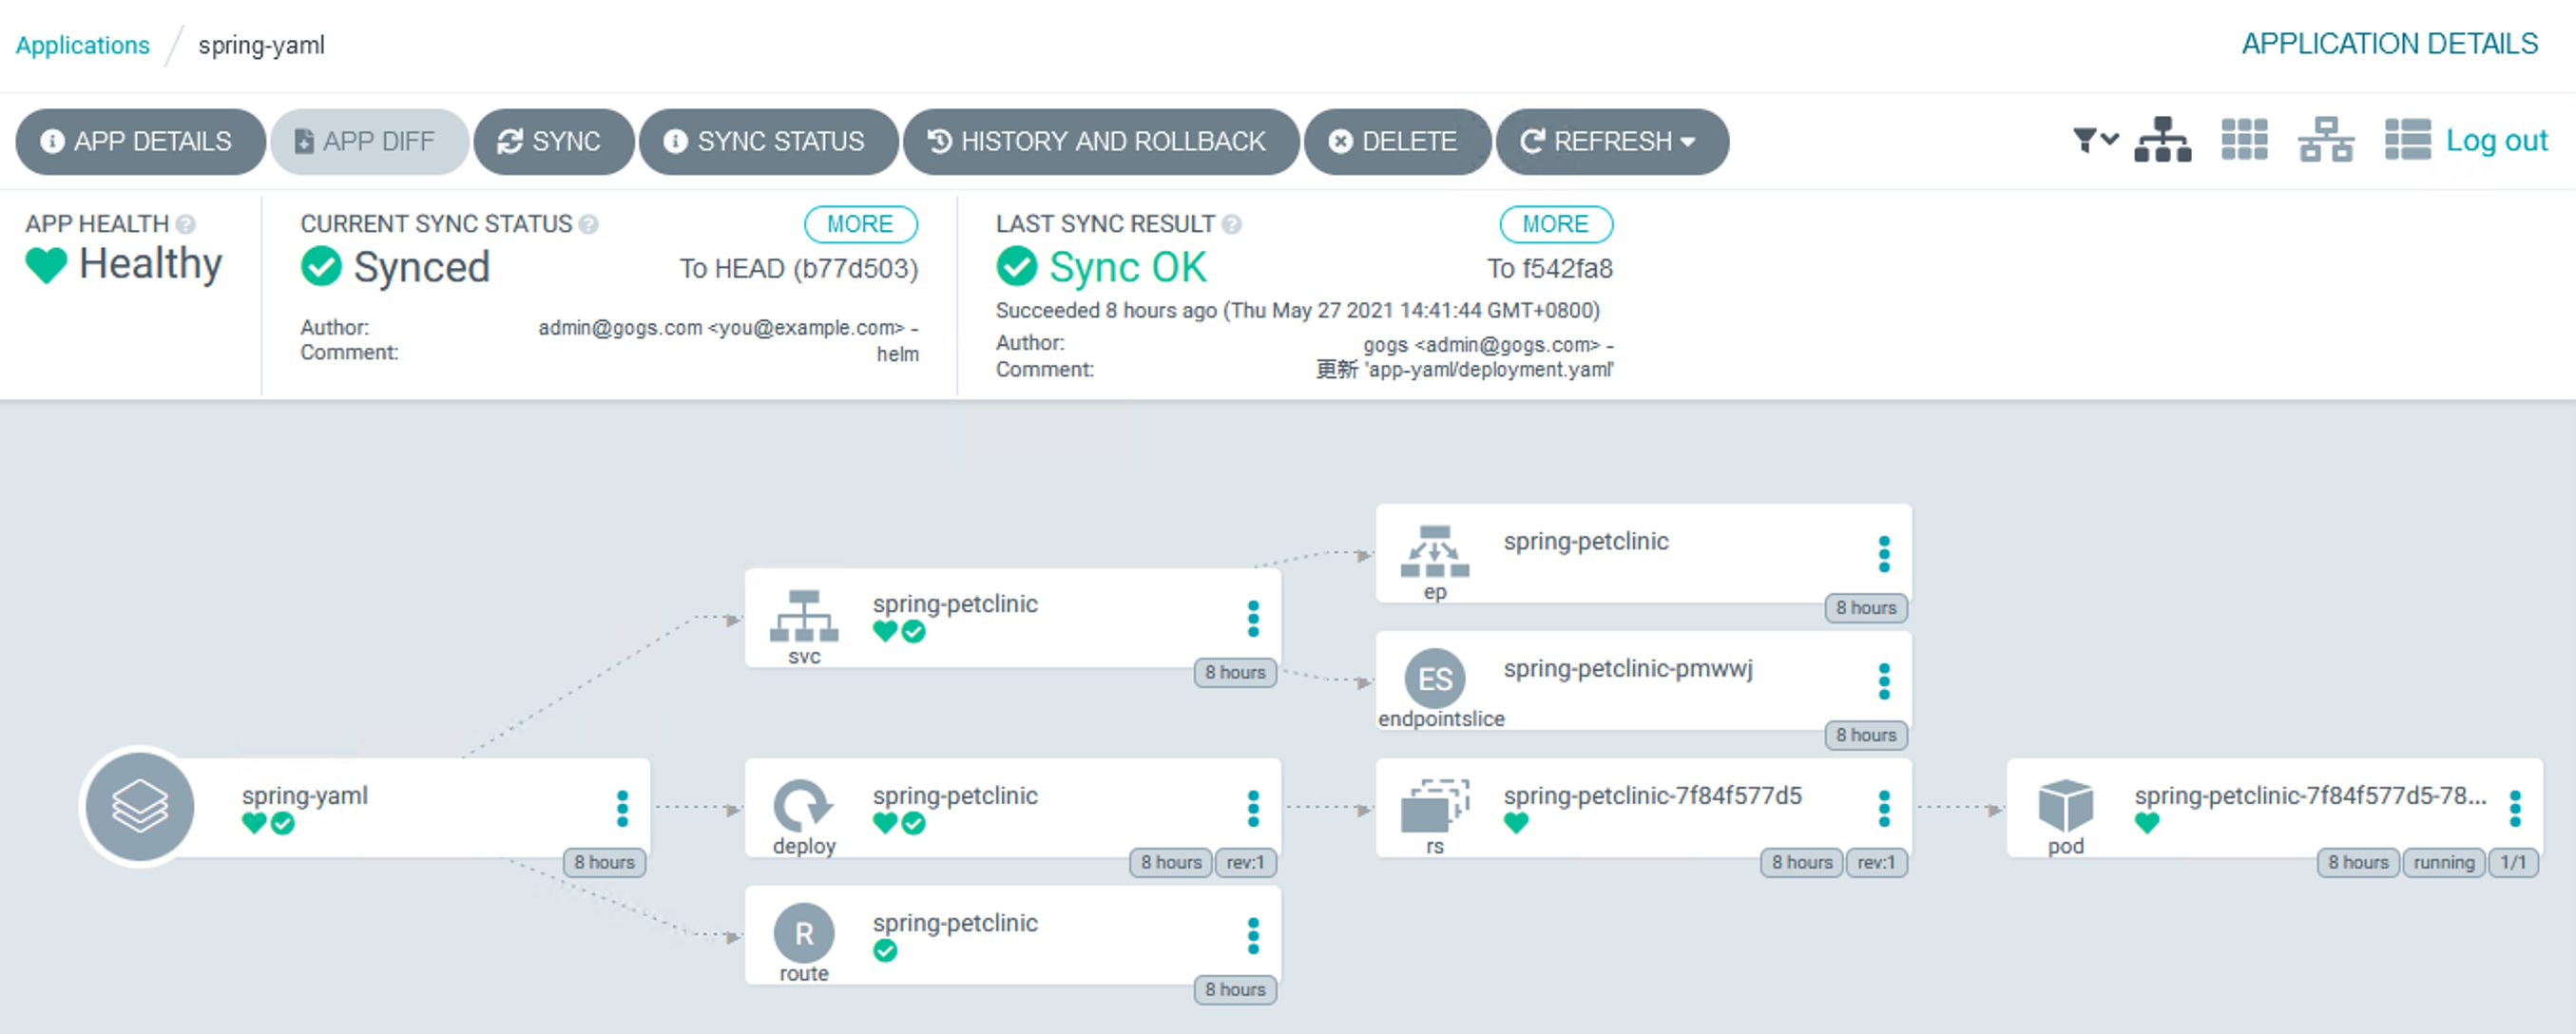 Applications / spring-yaml
APPLICATION DETAILS
APP DETAILS
APP DIFF
SYNC
SYNC STATUS
HISTORY AND ROLLBACK
DELETE
REFRESH
Log out
APP HEALTH
Healthy
CURRENT SYNC STATUS
MORE
Synced
To HEAD (b77d503)
Author: admin@gogs.com <you@example.com> -
Comment: helm
LAST SYNC RESULT
MORE
Sync OK
To f542fa8
Succeeded 8 hours ago (Thu May 27 2021 14:41:44 GMT+0800)
Author: gogs <admin@gogs.com> -
Comment: 更新 'app-yaml/deployment.yaml'
spring-petclinic
ep
8 hours
spring-petclinic
svc
8 hours
ES
spring-petclinic-pmwwj
endpointslice
8 hours
spring-yaml
8 hours
spring-petclinic
deploy
8 hours
rev:1
spring-petclinic-7f84f577d5
rs
8 hours
rev:1
spring-petclinic-7f84f577d5-78...
pod
8 hours
running
1/1
R
spring-petclinic
route
8 hours